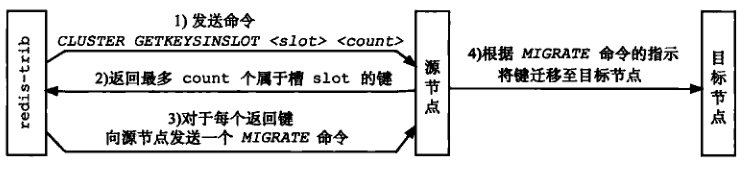 redis-trib
1) 发送命令
CLUSTER GETKEYSINSLOT <slot> <count>
2)返回最多 count 个属于槽 slot 的键
3)对于每个返回键
向源节点发送一个 MIGRATE 命令
源节点
4)根据 MIGRATE 命令的指示
将键迁移至目标节点
目标节点